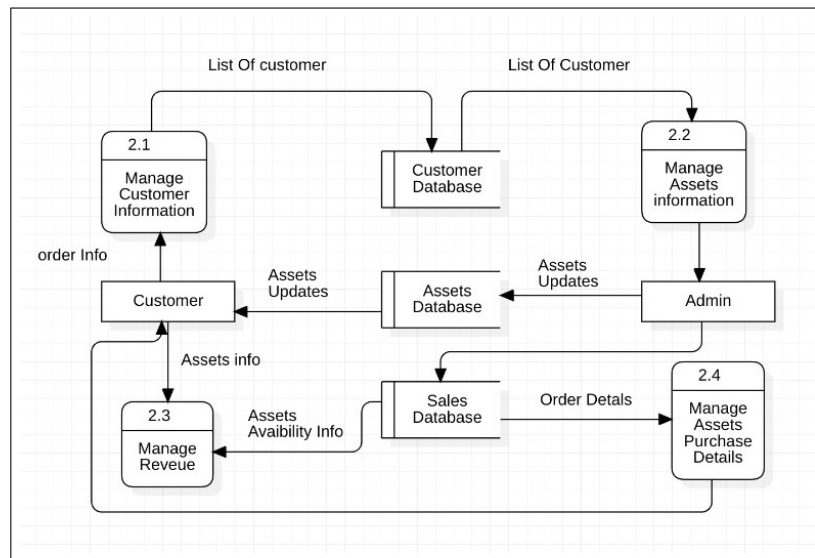 List Of customer
List Of Customer
2.1
Manage
Customer
Information
Customer
Database
2.2
Manage
Assets
information
order Info
Customer
Assets
Updates
Assets
Database
Assets
Updates
Admin
Assets info
2.3
Manage
Reveue
Assets
Avaibility Info
Sales
Database
Order Detals
2.4
Manage
Assets
Purchase
Details